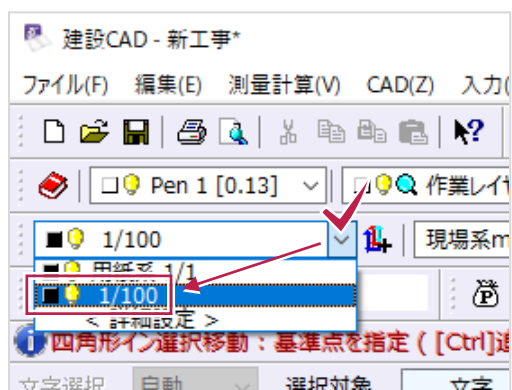 建設CAD - 新工事*
ファイル(F) 編集(E) 測量計算(V) CAD(Z) 入力(
Pen 1 [0.13] 作業レイヤ
1/100 現場系m
用紙系 1/1
1/100
< 詳細設定 >
四角形イン選択移動:基準点を指定 ( [Ctrl]追
文字選択 自動 選択対象 文字